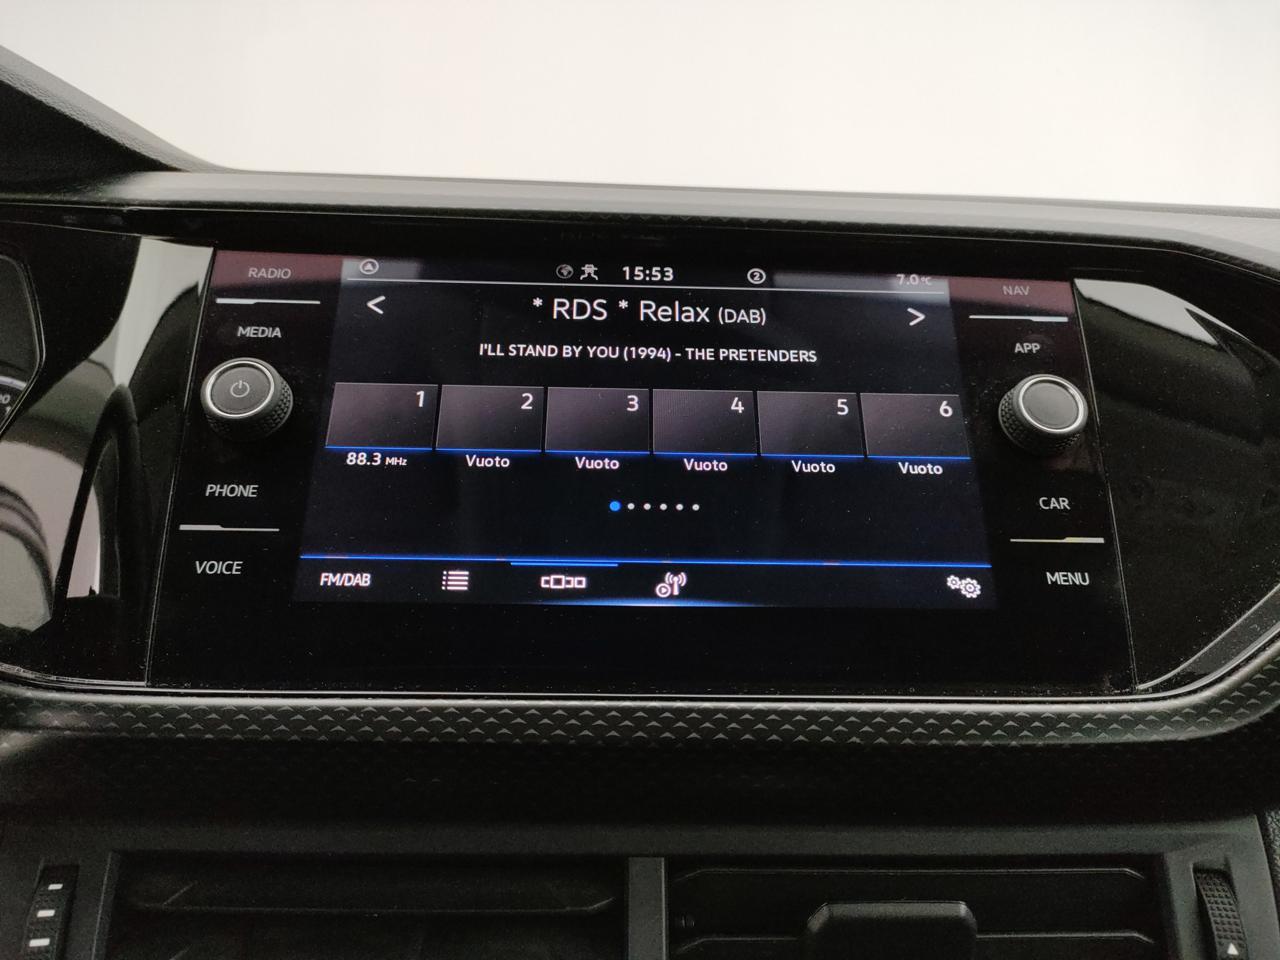 RADIO
MEDIA
PHONE
VOICE
15:53
2
7.0°C
< * RDS * Relax (DAB) >
I'LL STAND BY YOU (1994) - THE PRETENDERS
1 2 3 4 5 6
88.3 MHz Vuoto Vuoto Vuoto Vuoto Vuoto
FM/DAB
NAV
APP
CAR
MENU